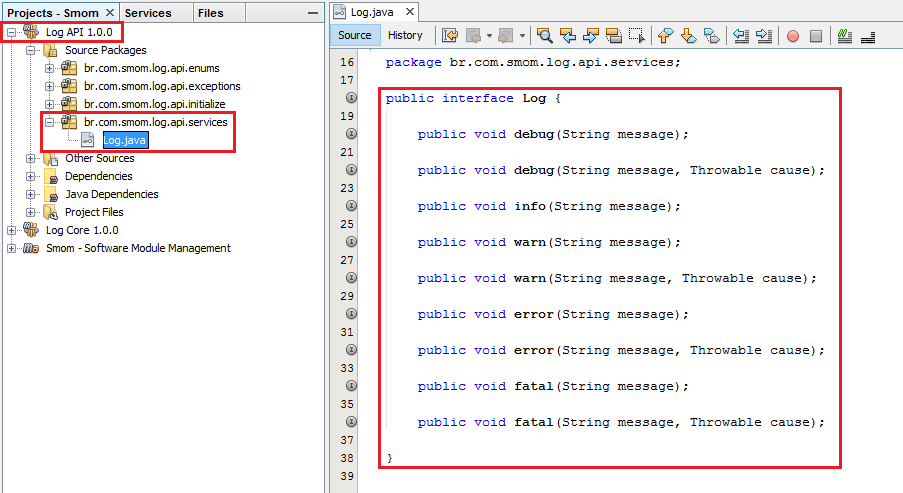 Projects - Smom
Services
Files
Log API 1.0.0
Source Packages
br.com.smom.log.api.enums
br.com.smom.log.api.exceptions
br.com.smom.log.api.initialize
br.com.smom.log.api.services
Log.java
Other Sources
Dependencies
Java Dependencies
Project Files
Log Core 1.0.0
Smom - Software Module Management
Log.java
Source
History
16 package br.com.smom.log.api.services;
17
public interface Log {
19
public void debug(String message);
21
public void debug(String message, Throwable cause);
23
public void info(String message);
25
public void warn(String message);
27
public void warn(String message, Throwable cause);
29
public void error(String message);
31
public void error(String message, Throwable cause);
33
public void fatal(String message);
35
public void fatal(String message, Throwable cause);
37
38 }
39